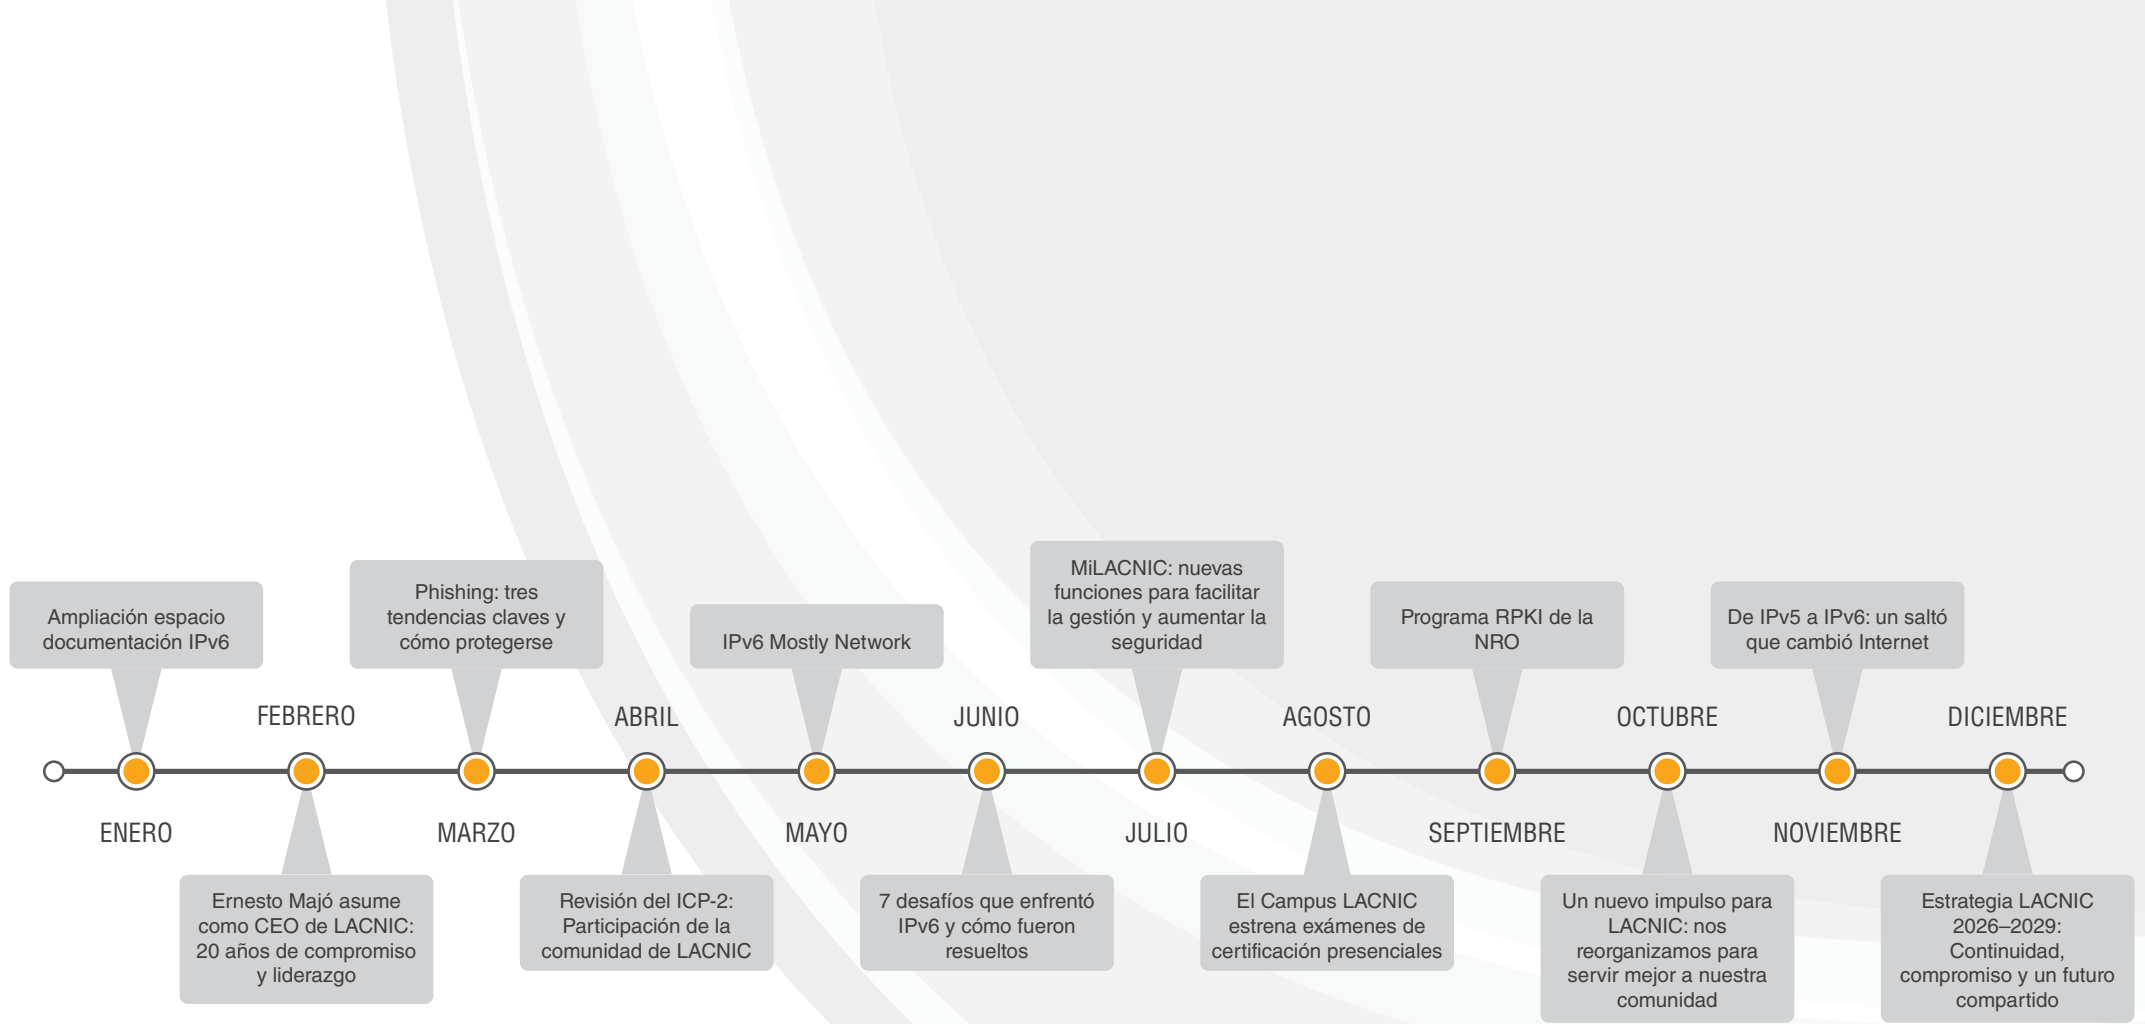 Ampliación espacio
documentación IPv6
ENERO
FEBRERO
Ernesto Majó asume
como CEO de LACNIC:
20 años de compromiso
y liderazgo
Phishing: tres
tendencias claves y
cómo protegerse
MARZO
ABRIL
Revisión del ICP-2:
Participación de la
comunidad de LACNIC
IPv6 Mostly Network
MAYO
JUNIO
7 desafíos que enfrentó
IPv6 y cómo fueron
resueltos
MiLACNIC: nuevas
funciones para facilitar
la gestión y aumentar la
seguridad
JULIO
AGOSTO
El Campus LACNIC
estrena exámenes de
certificación presenciales
Programa RPKI de la
NRO
SEPTIEMBRE
OCTUBRE
Un nuevo impulso para
LACNIC: nos
reorganizamos para
servir mejor a nuestra
comunidad
De IPv5 a IPv6: un saltó
que cambió Internet
NOVIEMBRE
DICIEMBRE
Estrategia LACNIC
2026–2029:
Continuidad,
compromiso y un futuro
compartido